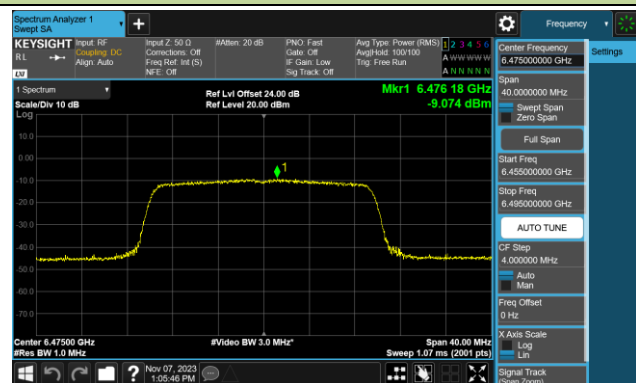 Spectrum Analyzer 1
Swept SA
Frequency
KEYSIGHT
Input: RF
Input Z: 50 Ω
#Atten: 20 dB
PNO: Fast
Avg Type: Power (RMS)
1 2 3 4 5 6
RL
Coupling: DC
Corrections: Off
Gate: Off
Avg|Hold: 100/100
A W W W W W
Align: Auto
Freq Ref: Int (S)
IF Gain: Low
Trig: Free Run
LXI
NFE: Off
Sig Track: Off
A N N N N N
Center Frequency
6.475000000 GHz
Settings
Span
40.0000000 MHz
Swept Span
Zero Span
Full Span
Start Freq
6.455000000 GHz
Stop Freq
6.495000000 GHz
AUTO TUNE
CF Step
4.000000 MHz
Auto
Man
Freq Offset
0 Hz
X Axis Scale
Log
Lin
Signal Track
(Span Zoom)
1 Spectrum
Ref Lvl Offset 24.00 dB
Mkr1 6.476 18 GHz
Scale/Div 10 dB
Ref Level 20.00 dBm
-9.074 dBm
Log
10.0
0.00
1
-10.0
-20.0
-30.0
-40.0
-50.0
-60.0
-70.0
Center 6.47500 GHz
#Video BW 3.0 MHz*
Span 40.00 MHz
#Res BW 1.0 MHz
Sweep 1.07 ms (2001 pts)
Nov 07, 2023
1:05:46 PM